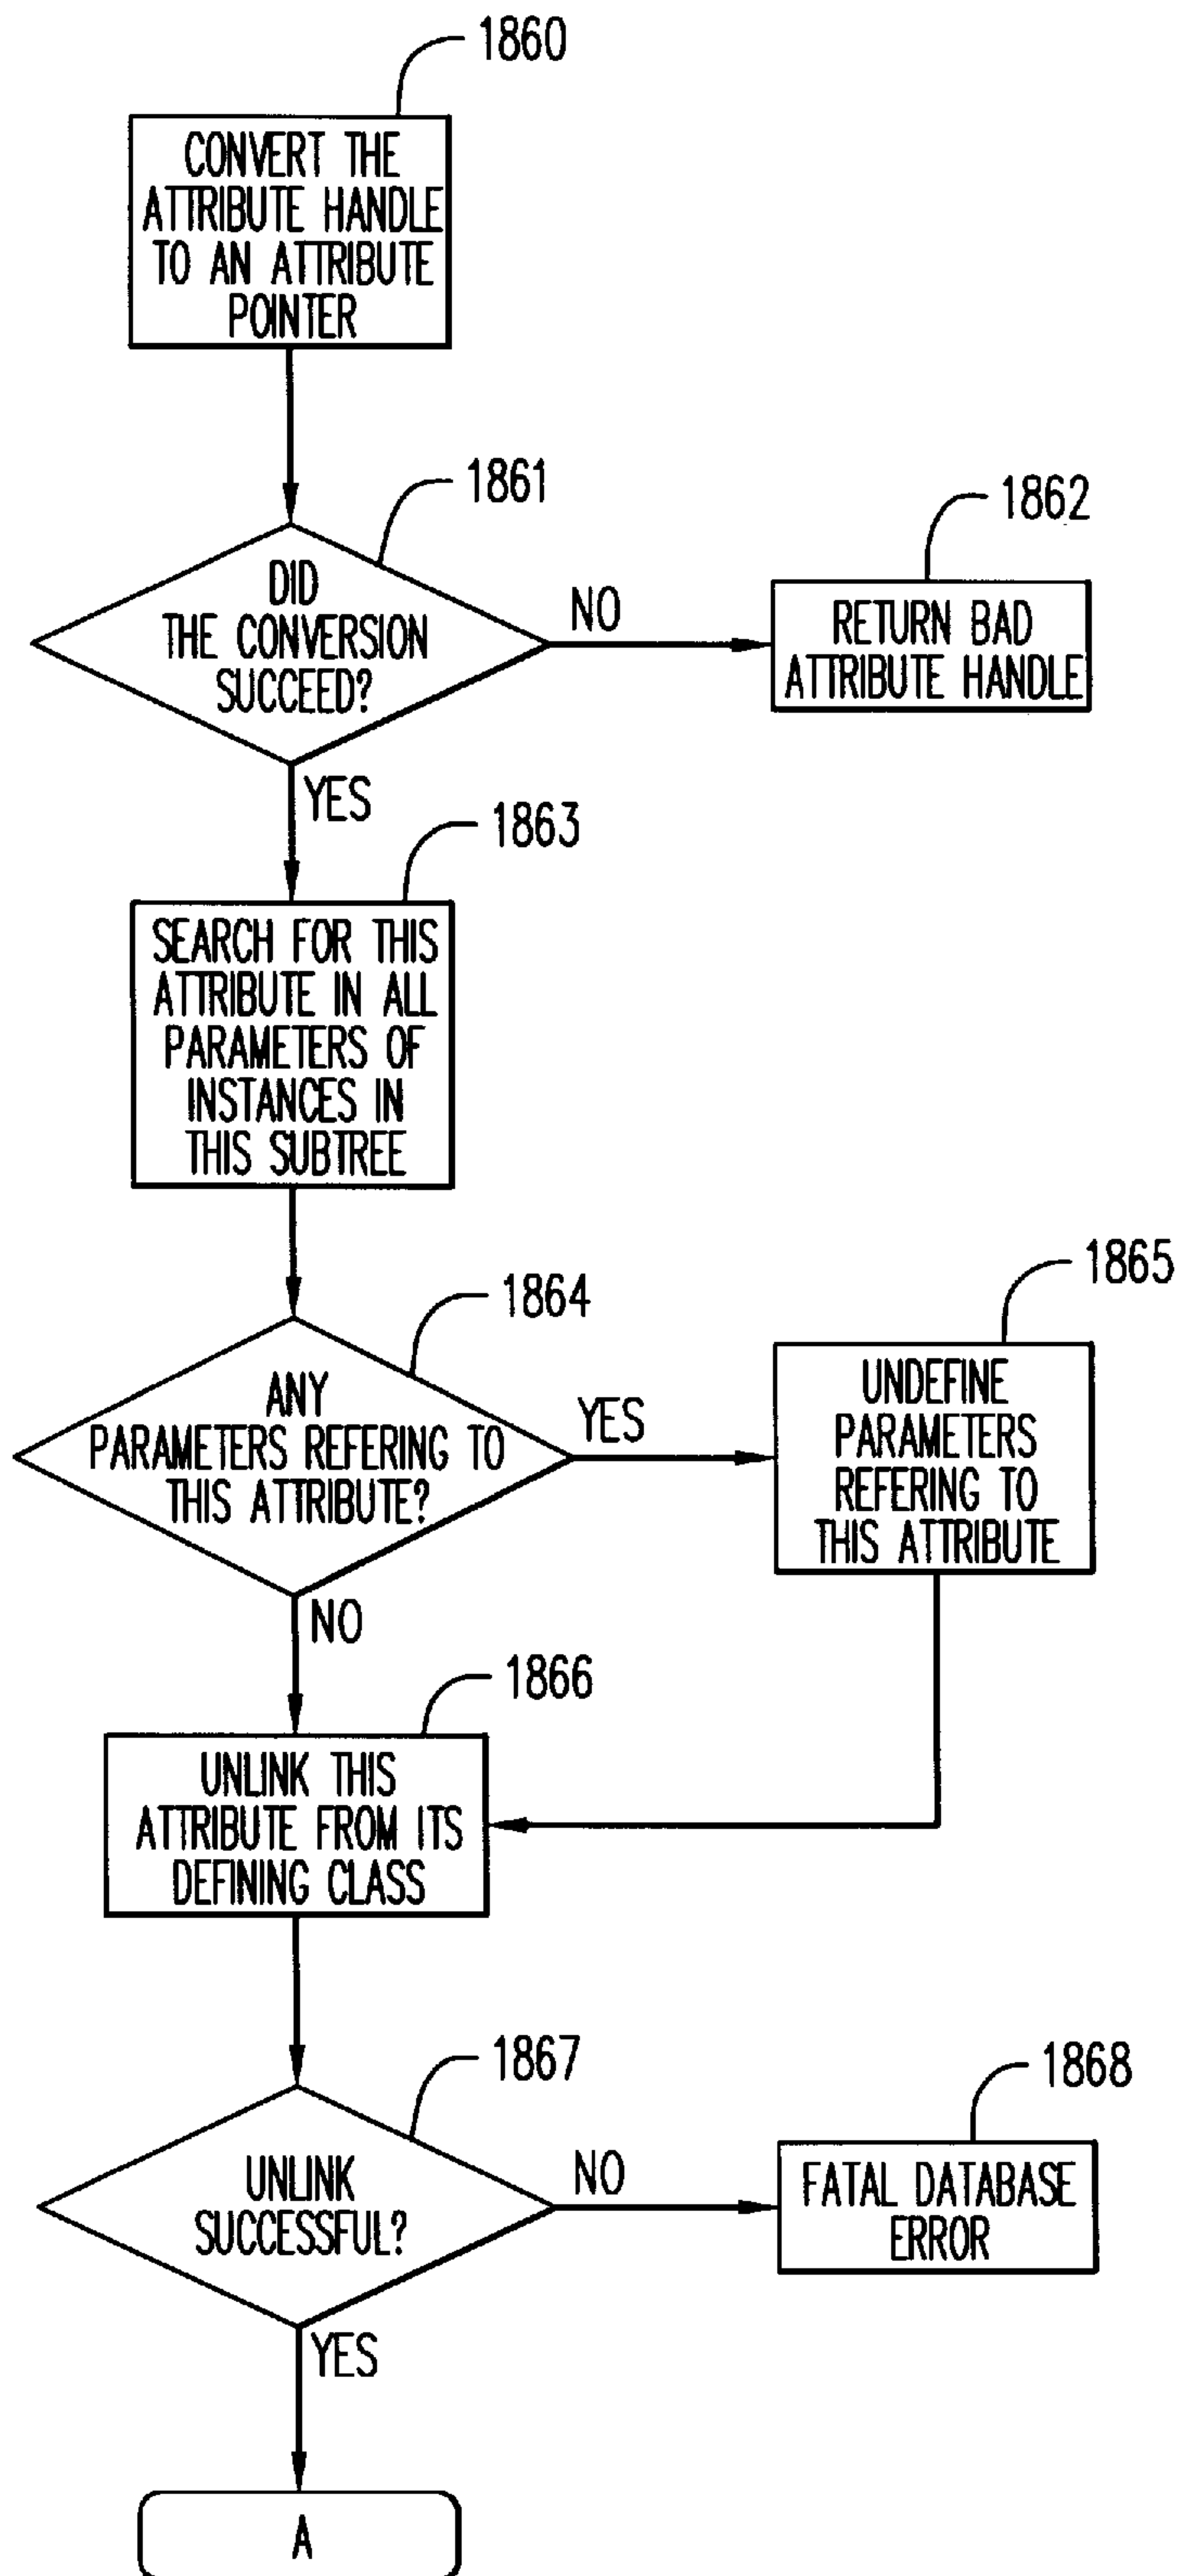 1860
CONVERT THE
ATTRIBUTE HANDLE
TO AN ATTRIBUTE
POINTER
1861
DID
THE CONVERSION
SUCCEED?
NO
1862
RETURN BAD
ATTRIBUTE HANDLE
YES
1863
SEARCH FOR THIS
ATTRIBUTE IN ALL
PARAMETERS OF
INSTANCES IN
THIS SUBTREE
1864
ANY
PARAMETERS REFERING TO
THIS ATTRIBUTE?
YES
1865
UNDEFINE
PARAMETERS
REFERING TO
THIS ATTRIBUTE
NO
1866
UNLINK THIS
ATTRIBUTE FROM ITS
DEFINING CLASS
1867
UNLINK
SUCCESSFUL?
NO
1868
FATAL DATABASE
ERROR
YES
A